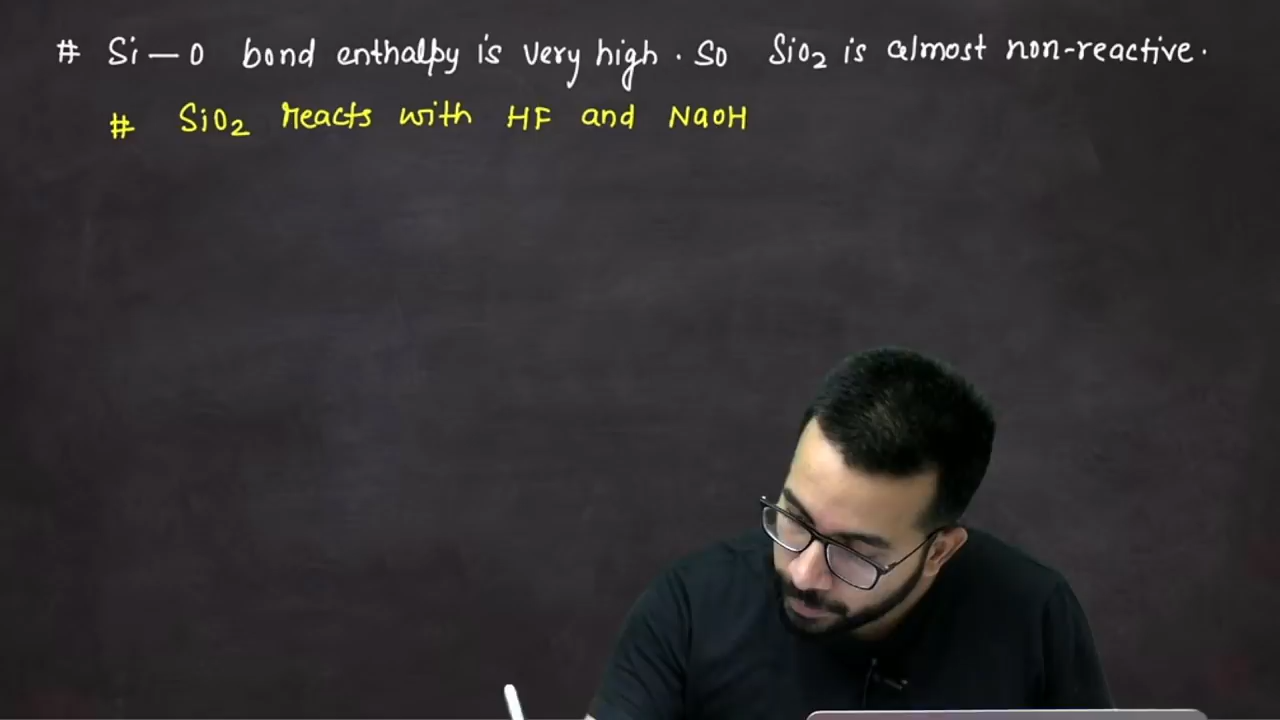 # Si – O bond enthalpy is very high. So SiO₂ is almost non-reactive.
# SiO₂ reacts with HF and NaOH